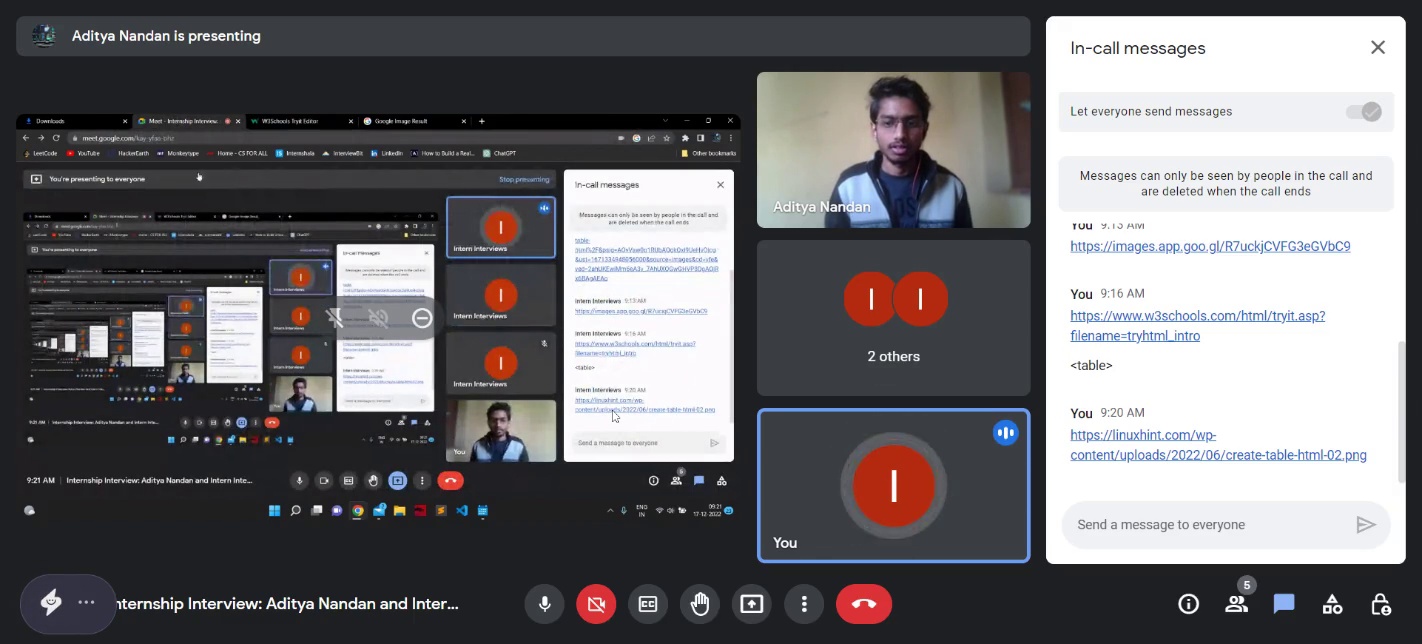 Aditya Nandan is presenting
Downloads
Meet - Internship Interview
W3Schools Tryit Editor
Google Image Result
LeetCode
YouTube
HackerEarth
Monkeytype
Home - CS FOR ALL
Internshala
InterviewBit
LinkedIn
How to Build a Real...
ChatGPT
Other bookmarks
You're presenting to everyone
Stop presenting
Intern Interviews
Intern Interviews
Intern Interviews
You
In-call messages
Messages can only be seen by people in the call and
are deleted when the call ends
Intern Interviews 9:13 AM
https://images.app.goo.gl/R7uckjCVFG3eGVbC9
Intern Interviews 9:16 AM
https://www.w3schools.com/html/tryit.asp?
filename=tryhtml_intro
<table>
Intern Interviews 9:20 AM
https://linuxhint.com/wp-
content/uploads/2022/06/create-table-html-02.png
Send a message to everyone
9:21 AM | Internship Interview: Aditya Nandan and Intern Inte...
ENG
IN
09:21
17-12-2022
Aditya Nandan
I I
2 others
I
You
In-call messages
Let everyone send messages
Messages can only be seen by people in the call and
are deleted when the call ends
You 9:13 AM
https://images.app.goo.gl/R7uckjCVFG3eGVbC9
You 9:16 AM
https://www.w3schools.com/html/tryit.asp?
filename=tryhtml_intro
<table>
You 9:20 AM
https://linuxhint.com/wp-
content/uploads/2022/06/create-table-html-02.png
Send a message to everyone
nternship Interview: Aditya Nandan and Inter...
5